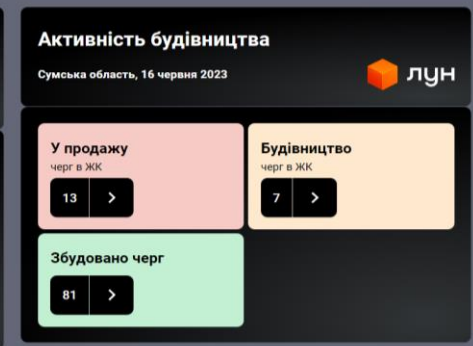 Активність будівництва
Сумська область, 16 червня 2023
лун
У продажу
черг в ЖК
13
Будівництво
черг в ЖК
7
Збудовано черг
81